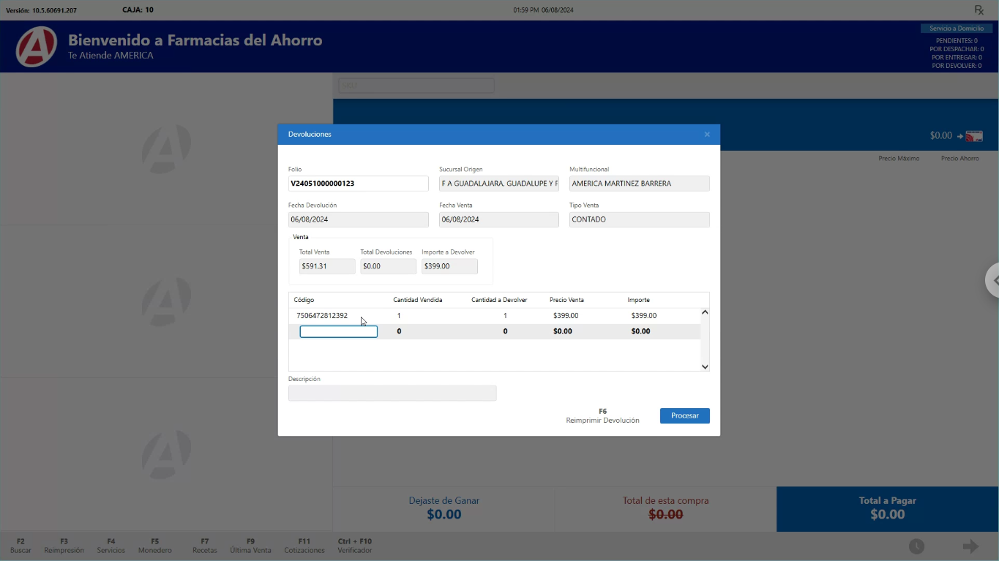 Versión: 10.5.60691.207
CAJA: 10
01:59 PM 06/08/2024
Bienvenido a Farmacias del Ahorro
Te Atiende AMERICA
Servicio a Domicilio
PENDIENTES: 0
POR DESPACHAR: 0
POR ENTREGAR: 0
POR DEVOLVER: 0
SKU
$0.00
Precio Máximo Precio Ahorro
Devoluciones
Folio Sucursal Origen Multifuncional
V24051000000123 F A GUADALAJARA, GUADALUPE Y F AMERICA MARTINEZ BARRERA
Fecha Devolución Fecha Venta Tipo Venta
06/08/2024 06/08/2024 CONTADO
Venta
Total Venta Total Devoluciones Importe a Devolver
$591.31 $0.00 $399.00
Código Cantidad Vendida Cantidad a Devolver Precio Venta Importe
7506472812392 1 1 $399.00 $399.00
0 0 $0.00 $0.00
Descripción
F6
Reimprimir Devolución
Procesar
Dejaste de Ganar
$0.00
Total de esta compra
$0.00
Total a Pagar
$0.00
F2 F3 F4 F5 F7 F9 F11 Ctrl + F10
Buscar Reimpresión Servicios Monedero Recetas Última Venta Cotizaciones Verificador